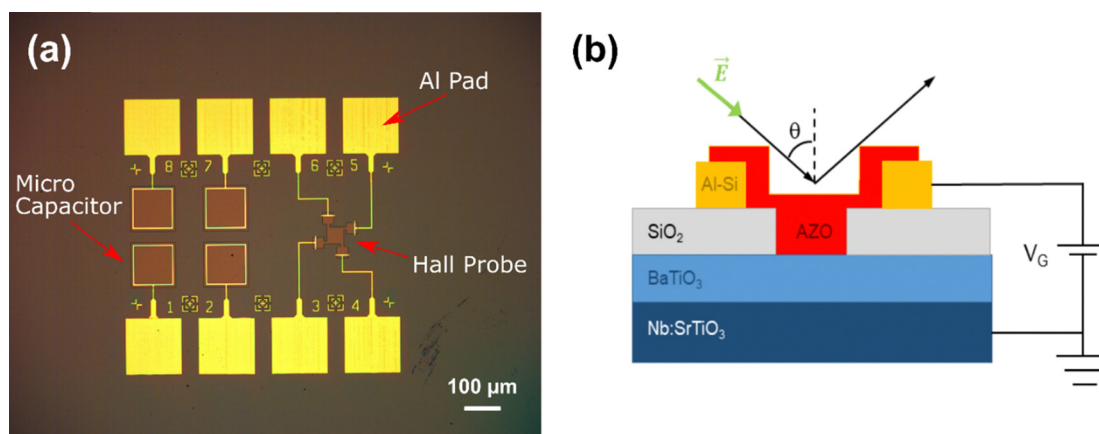 (a)
Al Pad
8 7 6 5
Micro
Capacitor
Hall Probe
1 2 3 4
100 µm
(b)
E
θ
Al-Si
SiO2
AZO
VG
BaTiO3
Nb:SrTiO3